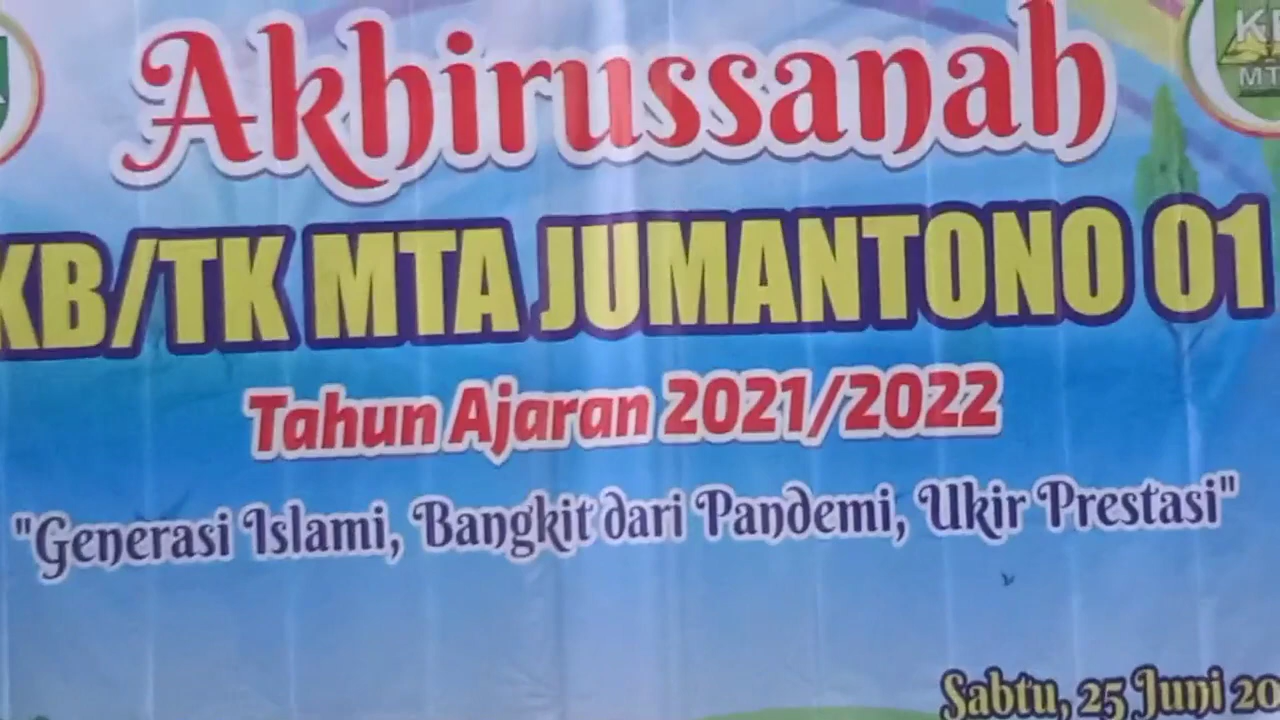 Akhirussanah
KB/TK MTA JUMANTONO 01
Tahun Ajaran 2021/2022
"Generasi Islami, Bangkit dari Pandemi, Ukir Prestasi"
Sabtu, 25 Juni 20